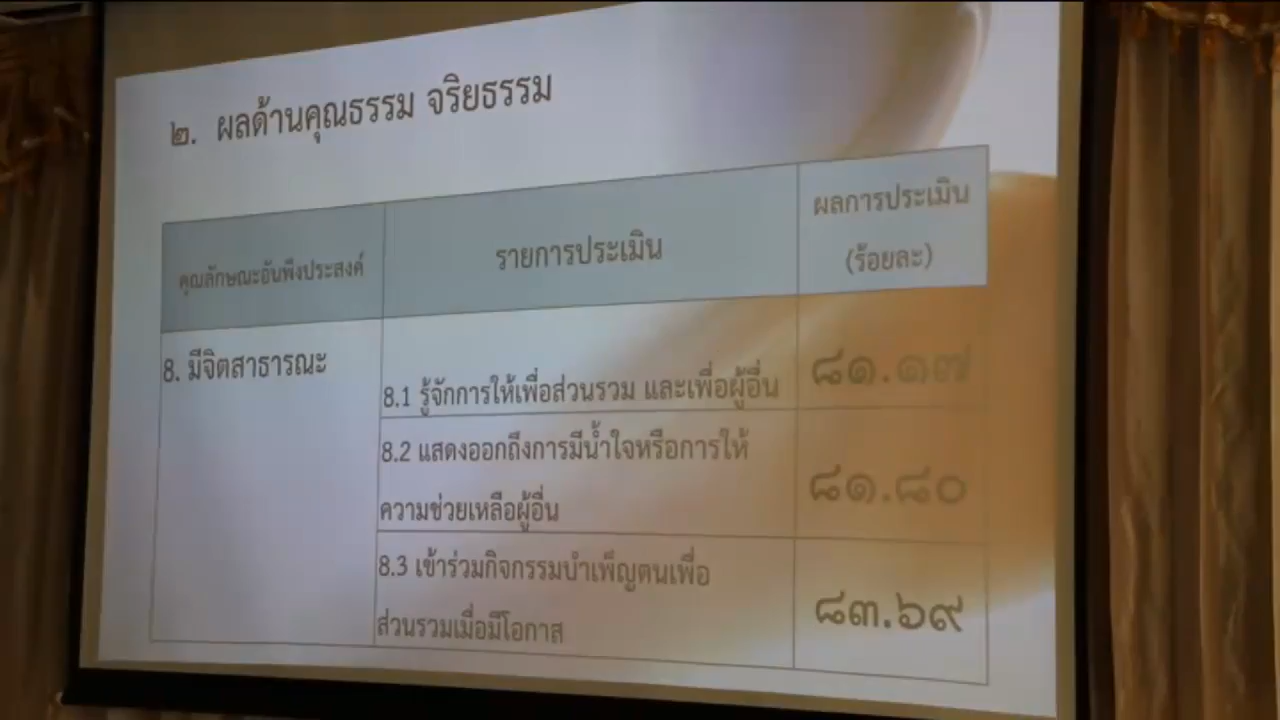 ๒. ผลด้านคุณธรรม จริยธรรม
คุณลักษณะอันพึงประสงค์
รายการประเมิน
ผลการประเมิน
(ร้อยละ)
8. มีจิตสาธารณะ
8.1 รู้จักการให้เพื่อส่วนรวม และเพื่อผู้อื่น
๘๑.๑๗
8.2 แสดงออกถึงการมีน้ำใจหรือการให้
ความช่วยเหลือผู้อื่น
๘๑.๘๐
8.3 เข้าร่วมกิจกรรมบำเพ็ญตนเพื่อ
ส่วนรวมเมื่อมีโอกาส
๘๓.๖๙